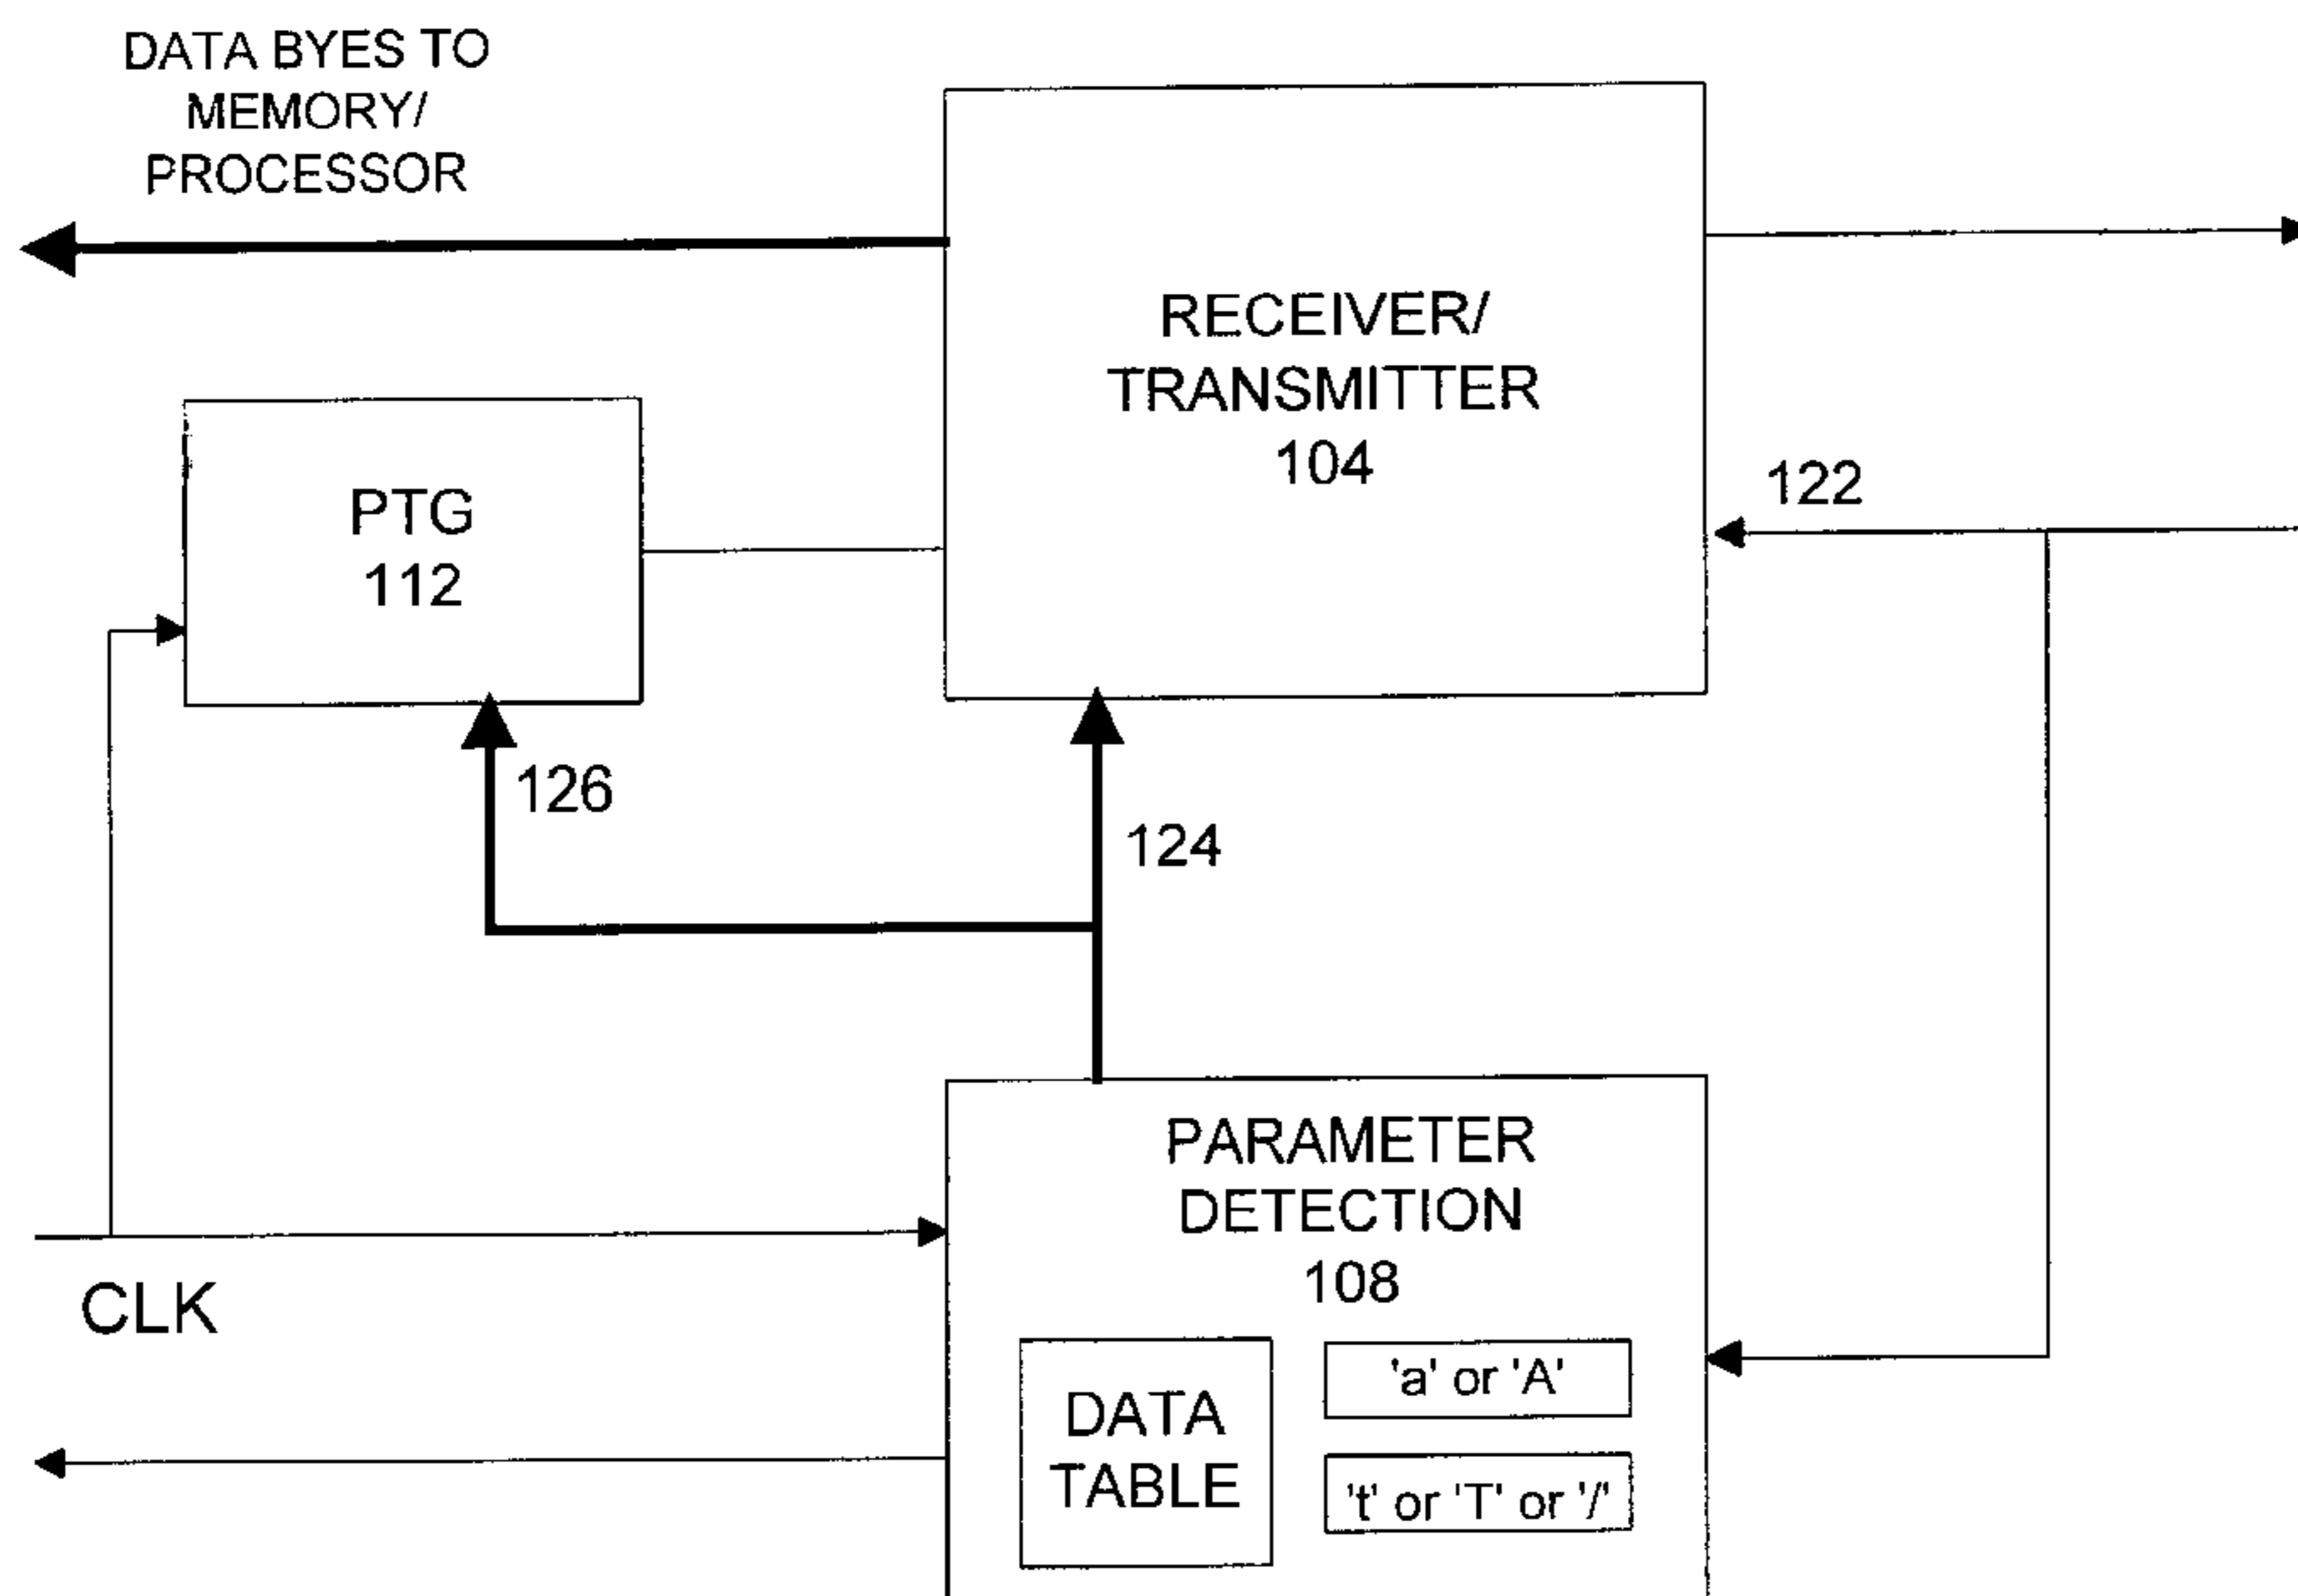 DATA BYES TO
MEMORY/
PROCESSOR
RECEIVER/
TRANSMITTER
104
122
PTG
112
126
124
PARAMETER
DETECTION
108
CLK
DATA
TABLE
'a' or 'A'
't' or 'T' or '/'